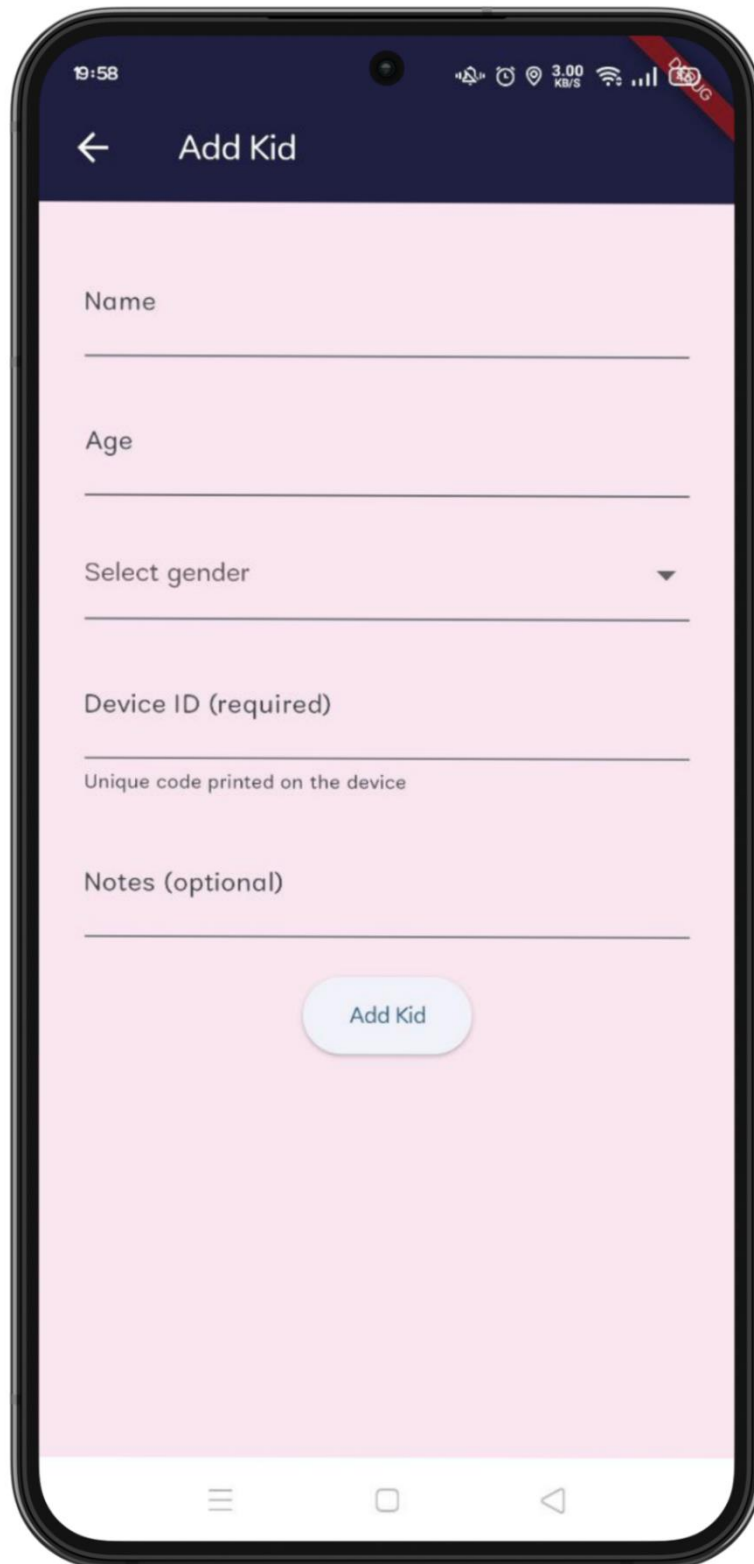 19:58
3.00
KB/S
DEBUG
Add Kid
Name
Age
Select gender
Device ID (required)
Unique code printed on the device
Notes (optional)
Add Kid